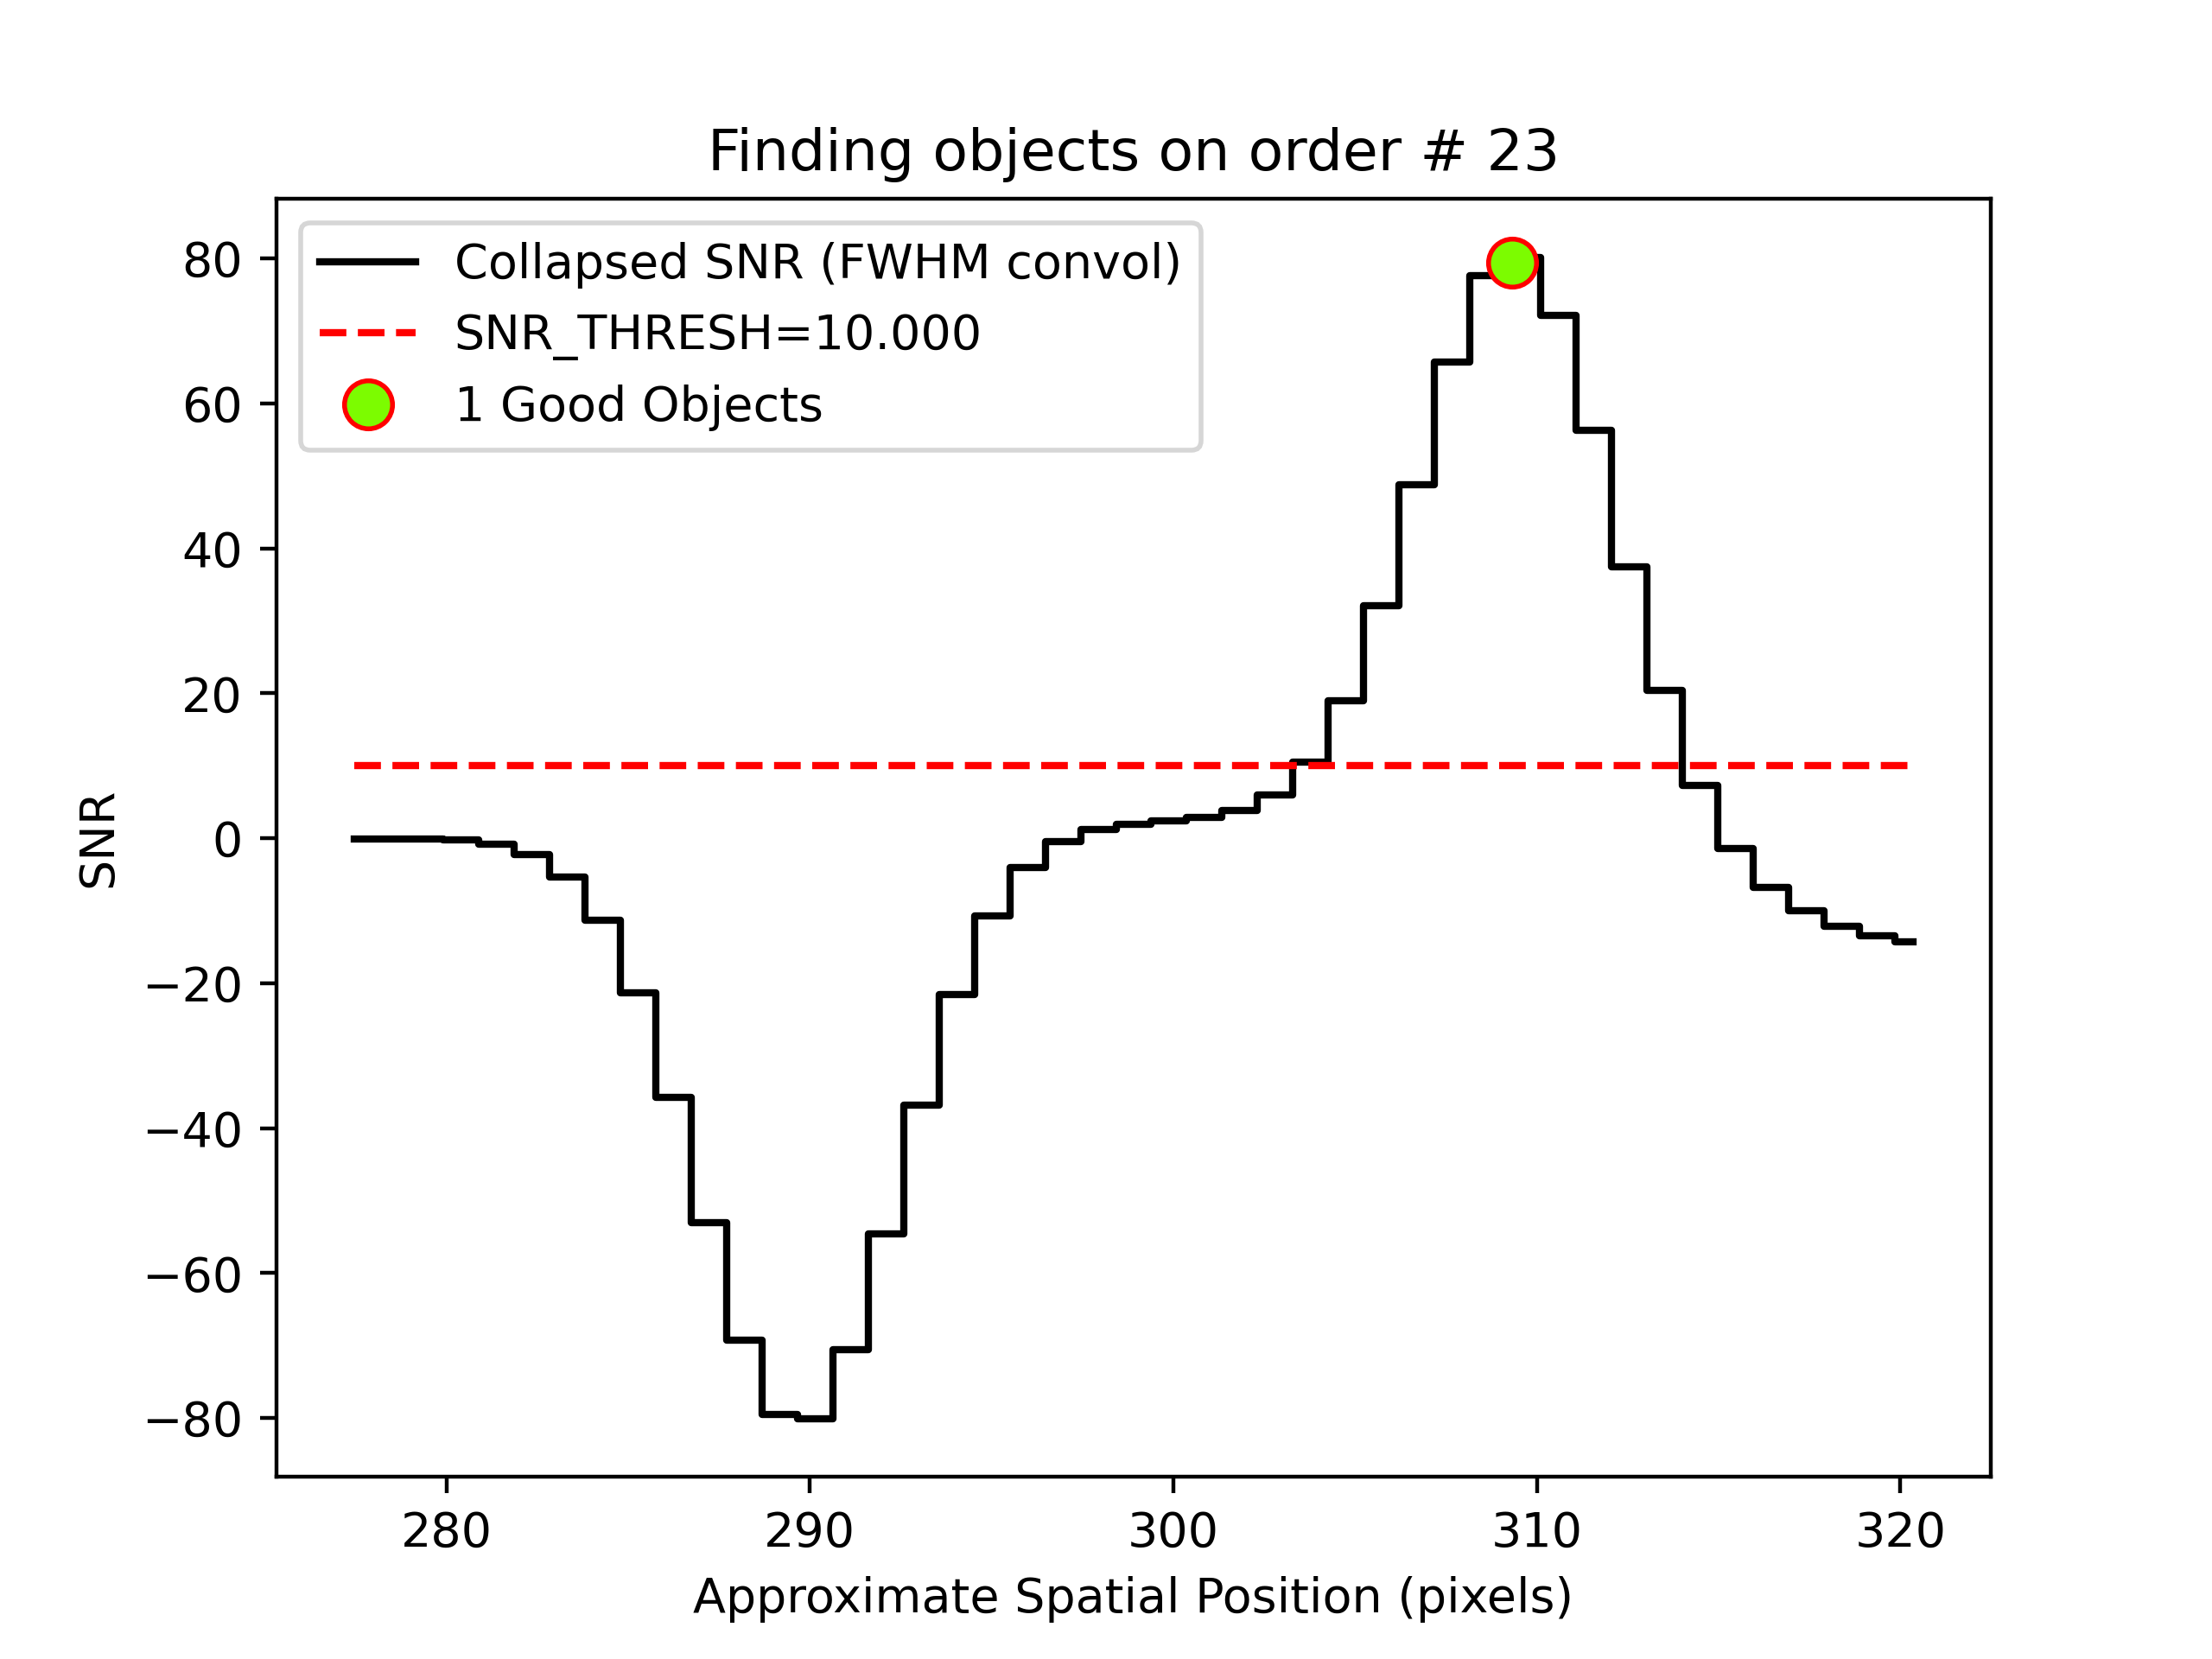 Finding objects on order # 23
Collapsed SNR (FWHM convol)
SNR_THRESH=10.000
1 Good Objects
80
60
40
20
0
−20
−40
−60
−80
SNR
280 290 300 310 320
Approximate Spatial Position (pixels)